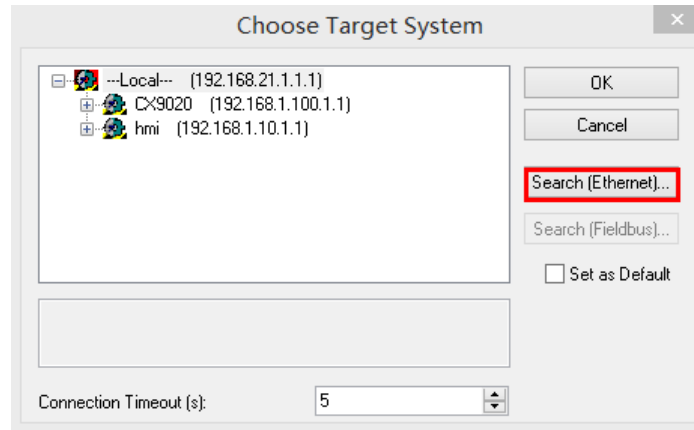 Choose Target System
---Local--- (192.168.21.1.1.1)
CX9020 (192.168.1.100.1.1)
hmi (192.168.1.10.1.1)
OK
Cancel
Search (Ethernet)...
Search (Fieldbus)...
Set as Default
Connection Timeout (s): 5